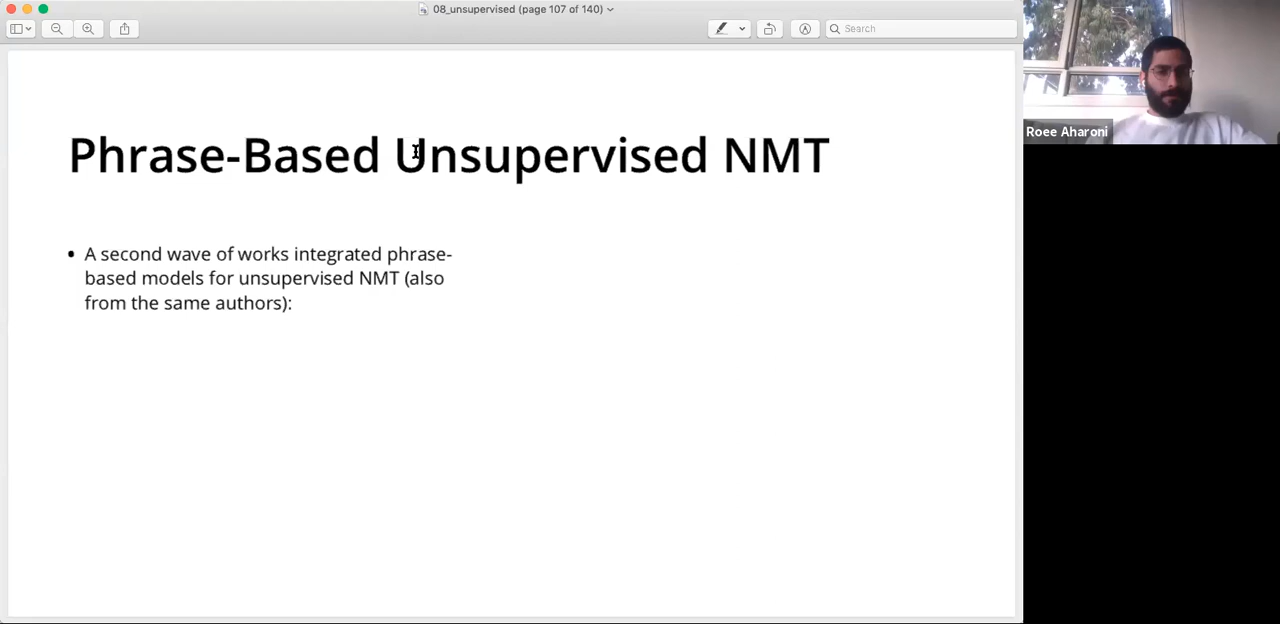 08_unsupervised (page 107 of 140)
Search
Roee Aharoni
Phrase-Based Unsupervised NMT
• A second wave of works integrated phrase-
based models for unsupervised NMT (also
from the same authors):